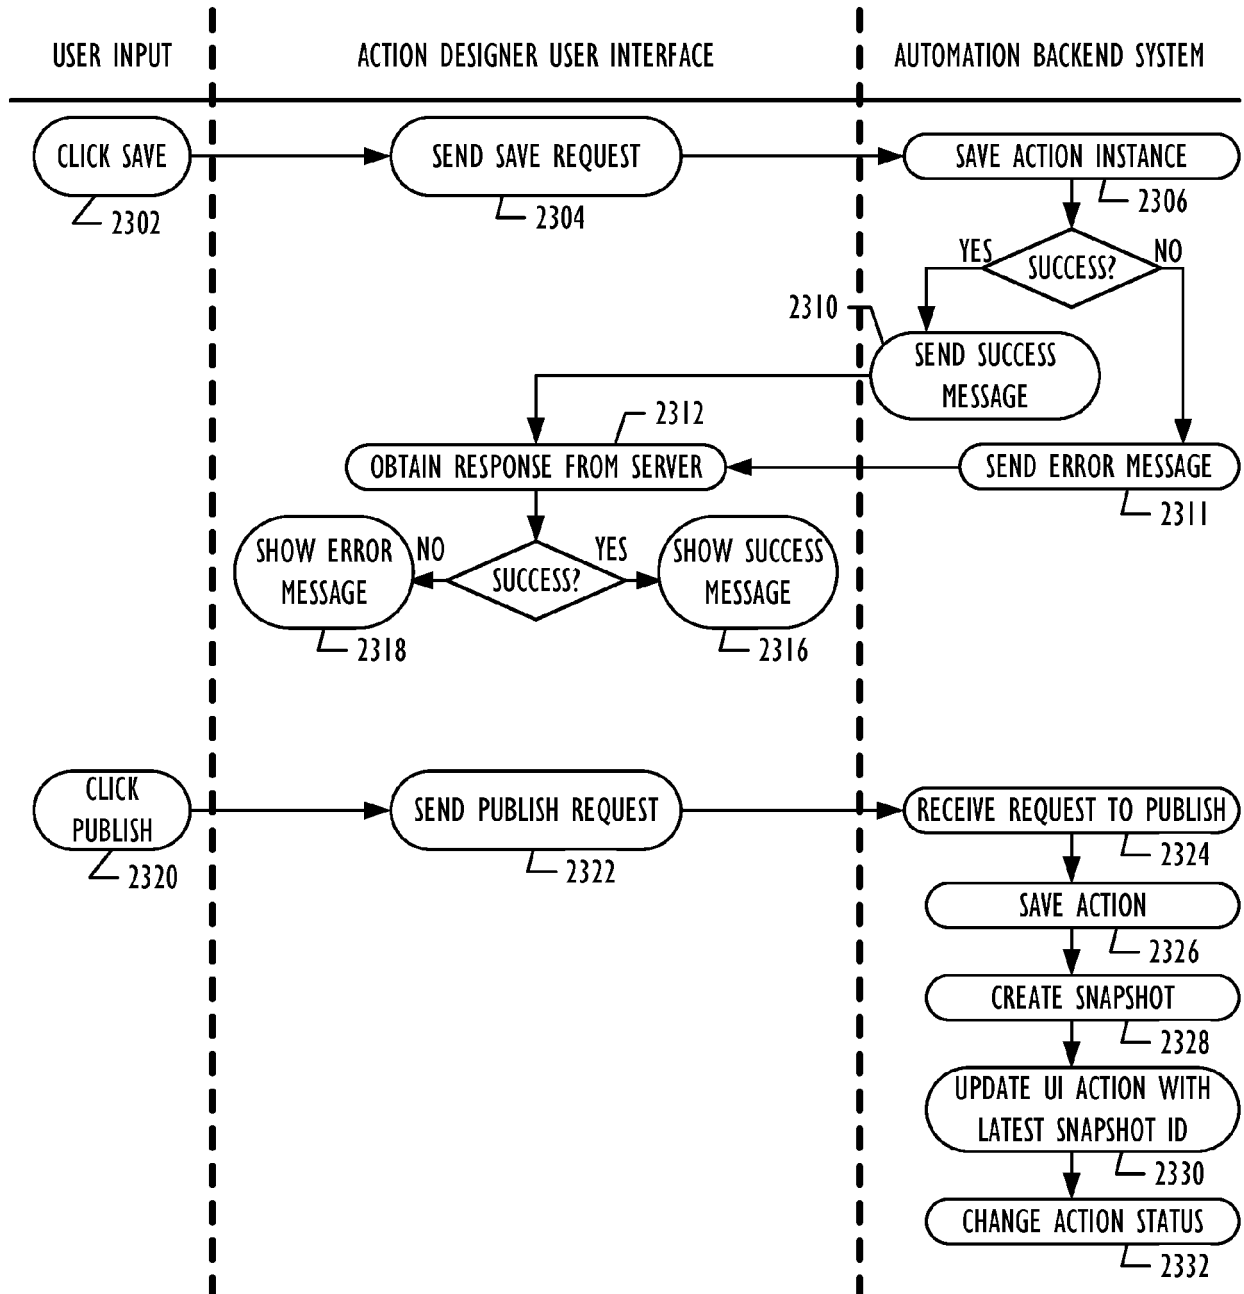 USER INPUT
ACTION DESIGNER USER INTERFACE
AUTOMATION BACKEND SYSTEM
CLICK SAVE
2302
SEND SAVE REQUEST
2304
SAVE ACTION INSTANCE
2306
YES
SUCCESS?
NO
2310
SEND SUCCESS
MESSAGE
2312
OBTAIN RESPONSE FROM SERVER
SEND ERROR MESSAGE
2311
SHOW ERROR
MESSAGE
2318
NO
SUCCESS?
YES
SHOW SUCCESS
MESSAGE
2316
CLICK
PUBLISH
2320
SEND PUBLISH REQUEST
2322
RECEIVE REQUEST TO PUBLISH
2324
SAVE ACTION
2326
CREATE SNAPSHOT
2328
UPDATE UI ACTION WITH
LATEST SNAPSHOT ID
2330
CHANGE ACTION STATUS
2332